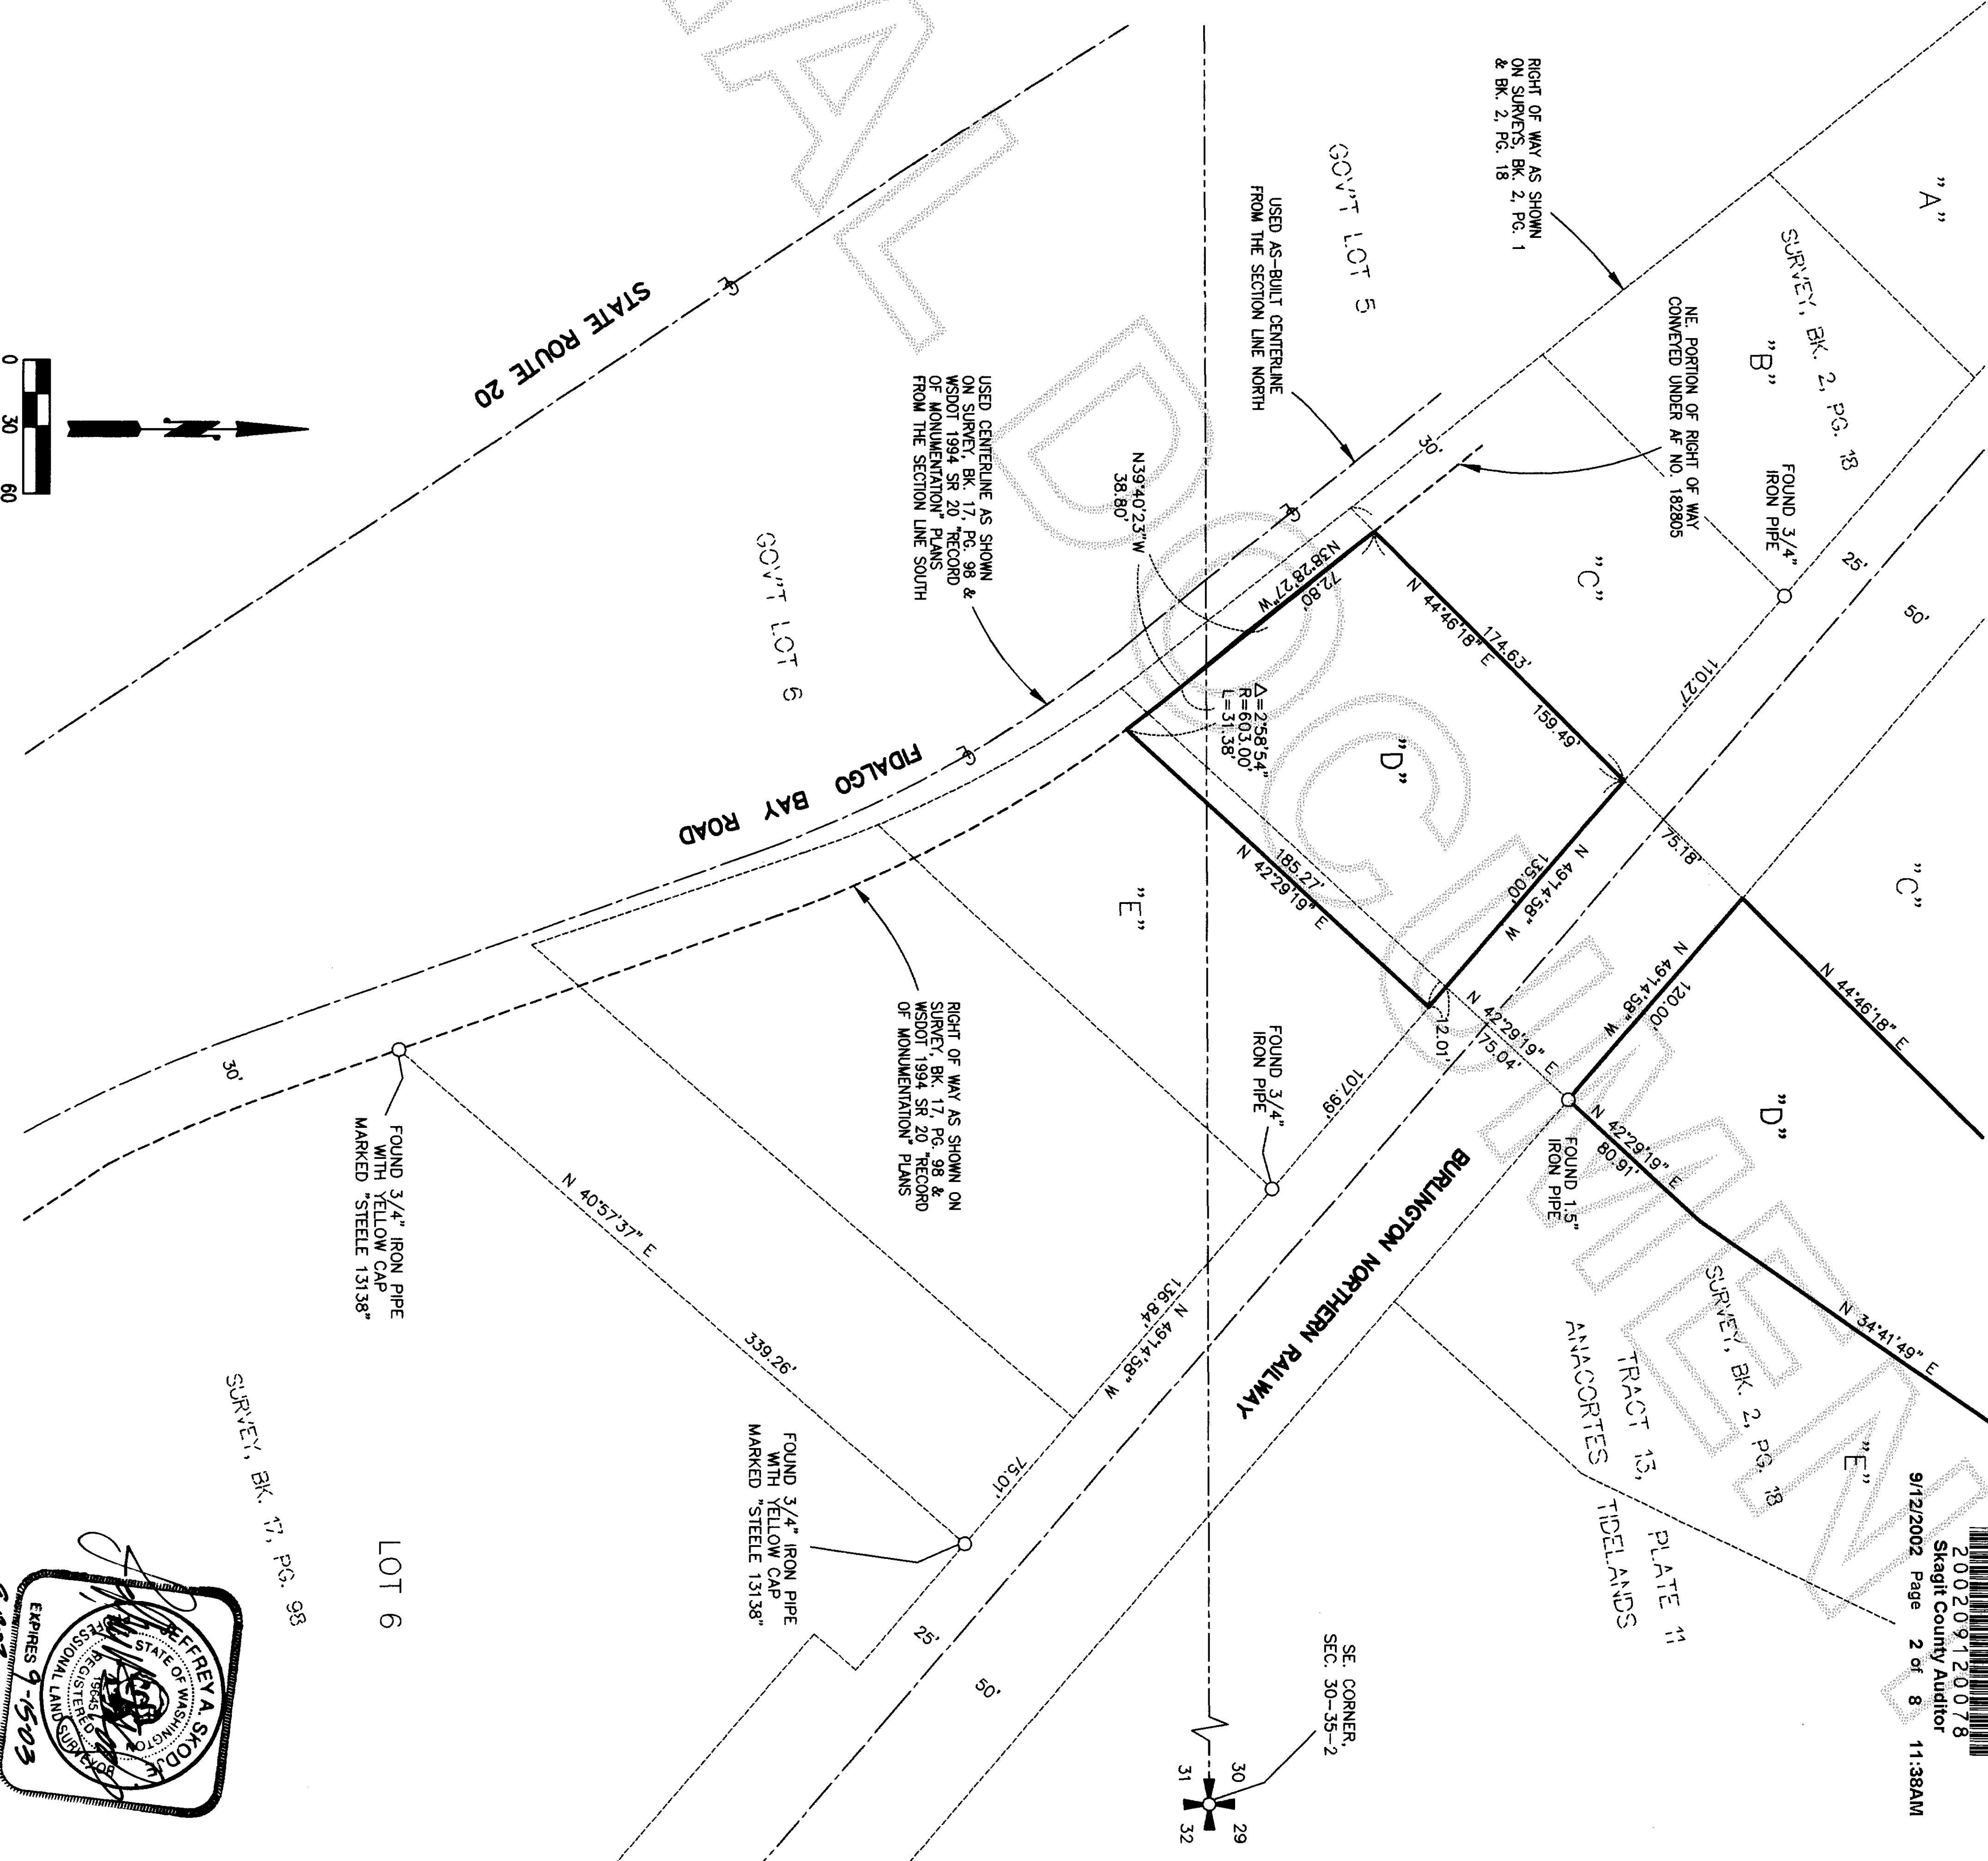 200209120078
Skagit County Auditor
9/12/2002 Page 2 of 8 11:38AM
"A"
SURVEY, BK. 2, PG. 18
"B"
RIGHT OF WAY AS SHOWN
ON SURVEYS, BK. 2, PG. 1
& BK. 2, PG. 18
NE. PORTION OF RIGHT OF WAY
CONVEYED UNDER AF NO. 182805
FOUND 3/4"
IRON PIPE
25'
50'
"C"
"C"
110.27'
75.18'
N 44°46'18" E
GOV'T LOT 5
USED AS-BUILT CENTERLINE
FROM THE SECTION LINE NORTH
30'
174.63'
N 44°46'18" E
159.49'
N38°28'27"W
72.80'
N39°40'23"W
38.80'
Δ=2°58'54"
R=603.00'
L=31.38'
"D"
N 49°14'58" W
135.00'
N 49°14'58" W
120.00'
"D"
185.27'
N 42°29'19" E
12.01'
N 42°29'19" E
75.04'
N 42°29'19" E
80.91'
FOUND 1.5"
IRON PIPE
N 34°41'49" E
SURVEY, BK. 2, PG. 18
"E"
TRACT 13, PLATE 11
ANACORTES TIDELANDS
BURLINGTON NORTHERN RAILWAY
STATE ROUTE 20
USED CENTERLINE AS SHOWN
ON SURVEY, BK. 17, PG. 98 &
WSDOT 1994 SR 20 "RECORD
OF MONUMENTATION" PLANS
FROM THE SECTION LINE SOUTH
GOV'T LOT 6
FIDALGO BAY ROAD
"E"
FOUND 3/4"
IRON PIPE
107.99'
RIGHT OF WAY AS SHOWN ON
SURVEY, BK. 17, PG. 98 &
WSDOT 1994 SR 20 "RECORD
OF MONUMENTATION" PLANS
136.84'
N 49°14'58" W
75.01'
N 40°57'37" E
339.26'
30'
FOUND 3/4" IRON PIPE
WITH YELLOW CAP
MARKED "STEELE 13138"
FOUND 3/4" IRON PIPE
WITH YELLOW CAP
MARKED "STEELE 13138"
25'
50'
SE. CORNER,
SEC. 30-35-2
30
29
31
32
LOT 6
SURVEY, BK. 17, PG. 98
0 30 60
JEFFREY A. SKODJE
STATE OF WASHINGTON
19645
REGISTERED
PROFESSIONAL LAND SURVEYOR
EXPIRES 9-15-03
AL DOCUMENT